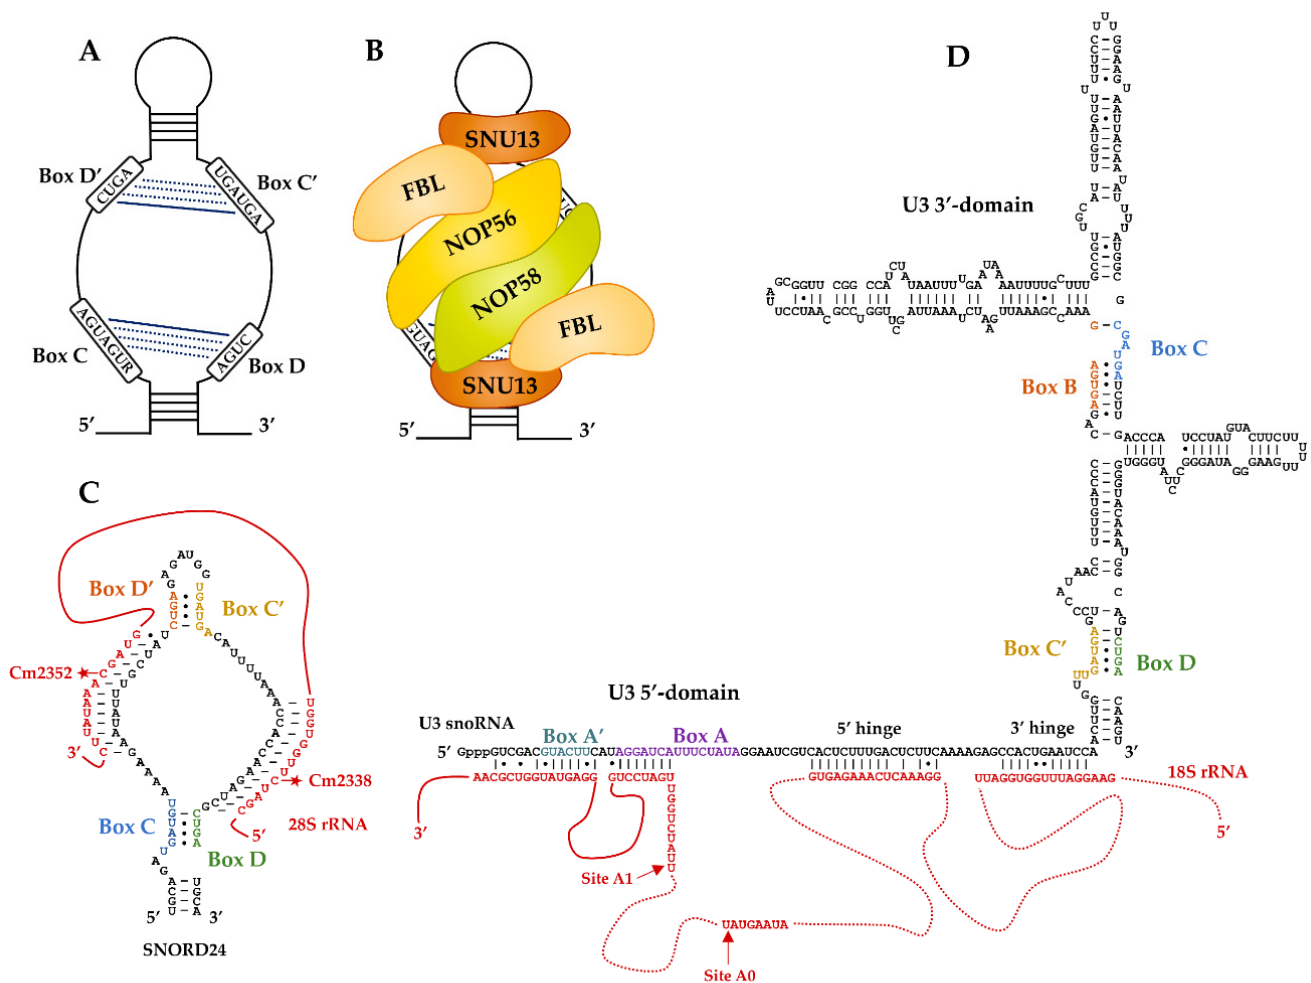 A
Box D′
CUGA
UGAUGA
Box C′
AGUAGUR
Box C
AGUC
Box D
5′
3′
B
SNU13
FBL
NOP56
UG
NOP58
FBL
GUAG
SNU13
5′
3′
C
Box D′
Box C′
Cm2352
Cm2338
3′
28S rRNA
5′
Box C
Box D
5′
3′
SNORD24
D
U3 3′-domain
Box C
Box B
Box C′
Box D
U3 5′-domain
U3 snoRNA
Box A′
Box A
5′ hinge
3′ hinge
5′ GpppGUCGACGUACUUCAUAGGAUCAUUUCUAUAGGAAUCGUCACUCUUUGACUCUUCAAAAGAGCCACUGAAUCCA
3′
AACGCUGGUAUGAGG
GUCCUAGU
GUGAGAAACUCAAAGG
UUAGGUGGUUUAGGAAG
18S rRNA
3′
5′
Site A1
UAUGAAUA
Site A0